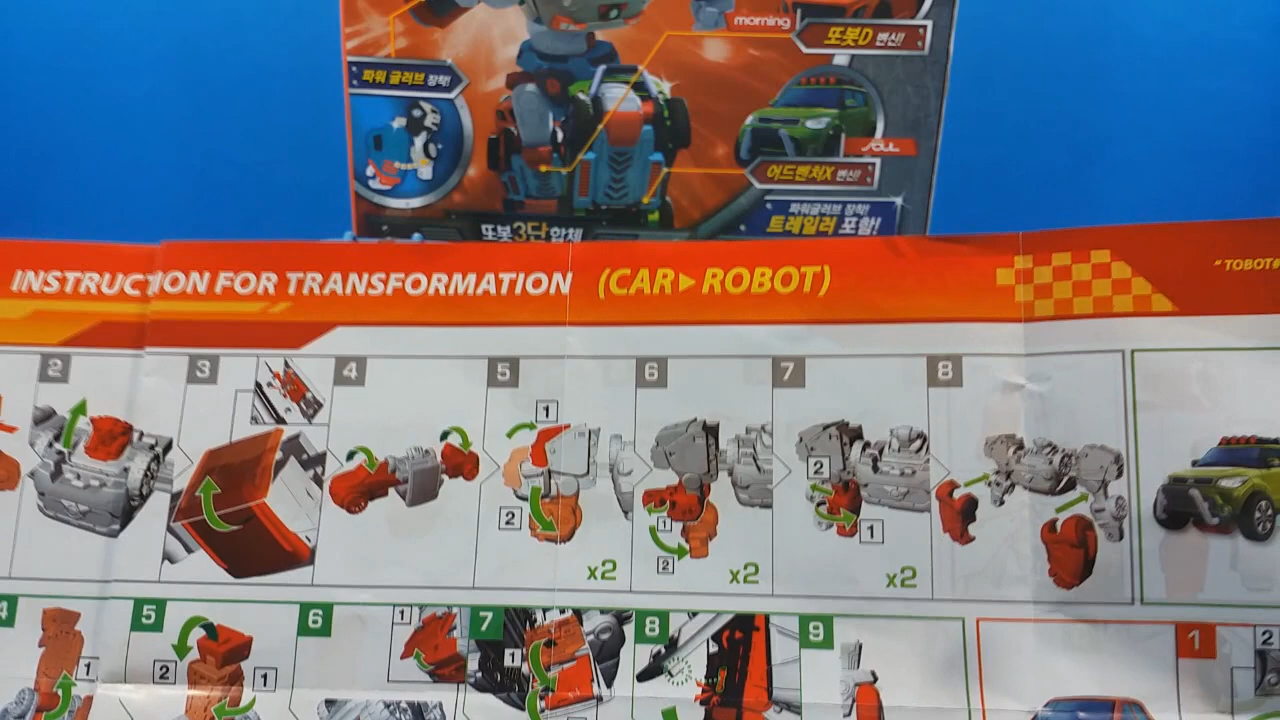 morning
또봇D 변신!
파워 글러브 장착!
SOUL
어드벤처X 변신!
파워글러브 장착!
트레일러 포함!
또봇3단합체
INSTRUCTION FOR TRANSFORMATION (CAR▶ROBOT)
"TOBOT
2 3 4 5 6 7 8
1
2
x2
1
2
x2
2
1
x2
4 5 6 7 8 9 1
1
2 1
1
1
2